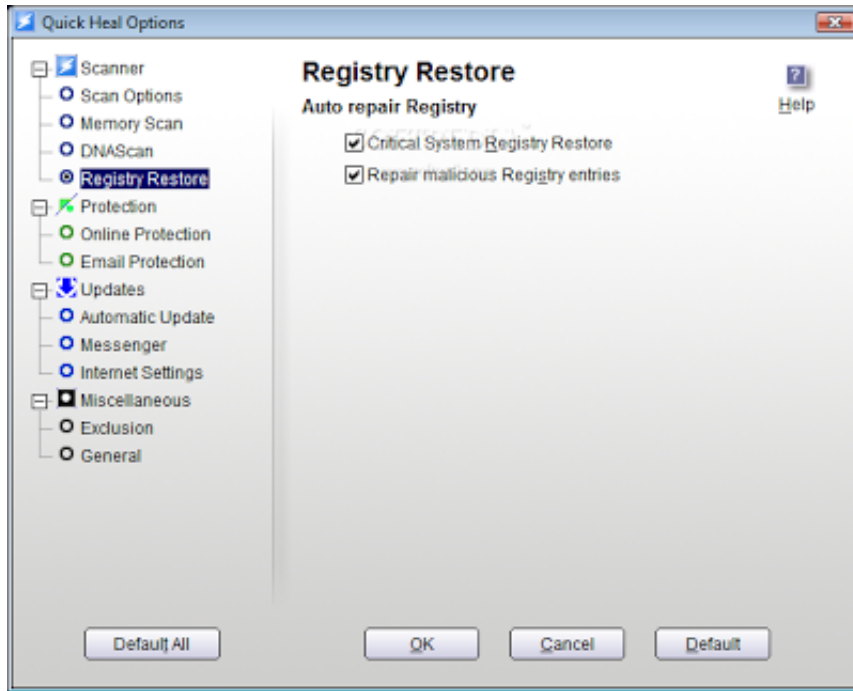 Quick Heal Options
Scanner
Scan Options
Memory Scan
DNAScan
Registry Restore
Protection
Online Protection
Email Protection
Updates
Automatic Update
Messenger
Internet Settings
Miscellaneous
Exclusion
General
Registry Restore
Help
Auto repair Registry
Critical System Registry Restore
Repair malicious Registry entries
Default All
OK
Cancel
Default